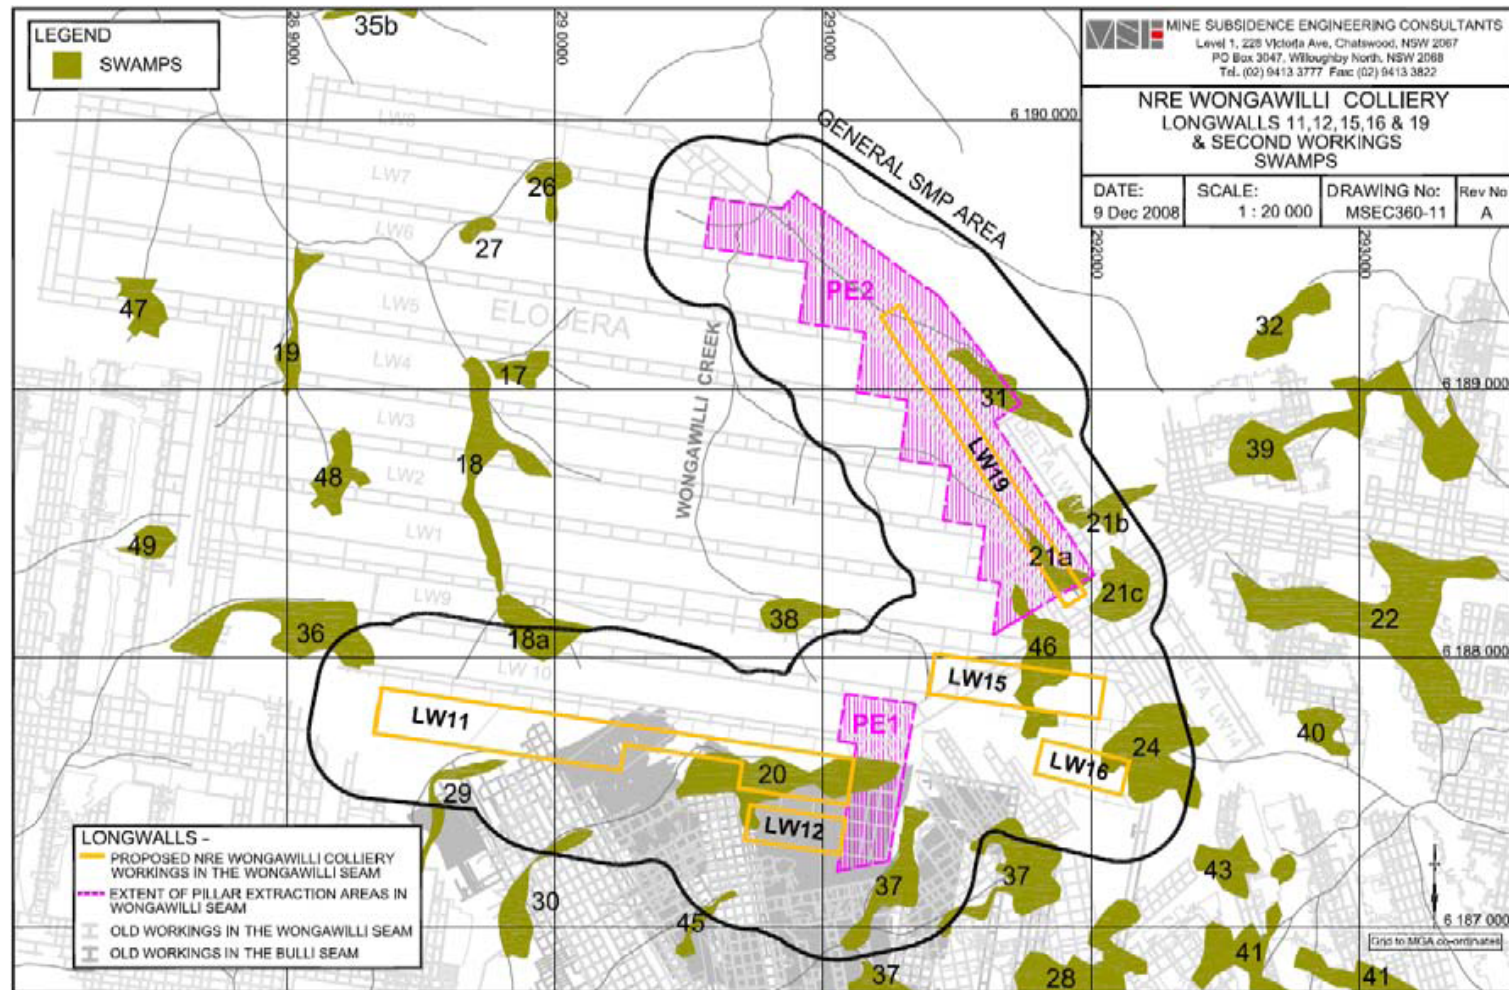 LEGEND
SWAMPS
MINE SUBSIDENCE ENGINEERING CONSULTANTS
Level 1, 228 Victoria Ave, Chatswood, NSW 2067
PO Box 3047, Willoughby North, NSW 2068
Tel. (02) 9413 3777 Fax: (02) 9413 3822
NRE WONGAWILLI COLLIERY
LONGWALLS 11,12,15,16 & 19
& SECOND WORKINGS
SWAMPS
DATE:
9 Dec 2008
SCALE:
1 : 20 000
DRAWING No:
MSEC360-11
Rev No
A
35b
289000
290000
291000
292000
293000
6 190 000
GENERAL SMP AREA
LW8
LW7
26
LW6
27
47
LW5
ELOUERA
PE2
32
19
LW4
17
WONGAWILLI CREEK
31
6 189 000
LW3
18
48
LW2
LW19
39
49
LW1
21b
21a
21c
LW9
36
18a
38
46
22
6 188 000
LW 10
LW15
LW11
PE1
24
40
20
LW16
29
LW12
LONGWALLS -
PROPOSED NRE WONGAWILLI COLLIERY
WORKINGS IN THE WONGAWILLI SEAM
EXTENT OF PILLAR EXTRACTION AREAS IN
WONGAWILLI SEAM
OLD WORKINGS IN THE WONGAWILLI SEAM
OLD WORKINGS IN THE BULLI SEAM
30
45
37
37
43
6 187 000
Grid to MGA co-ordinates
37
28
41
41